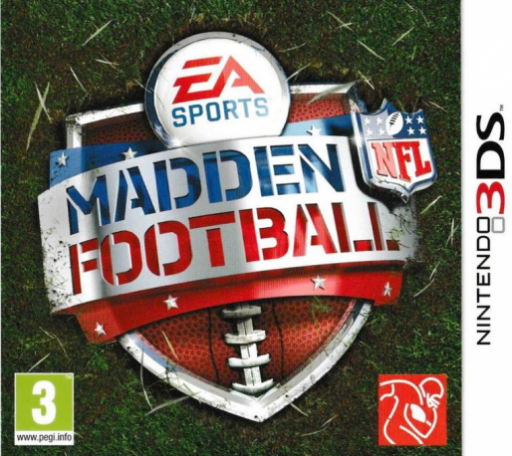 EA
SPORTS
NFL
MADDEN
FOOTBALL
NINTENDO 3DS
3
www.pegi.info